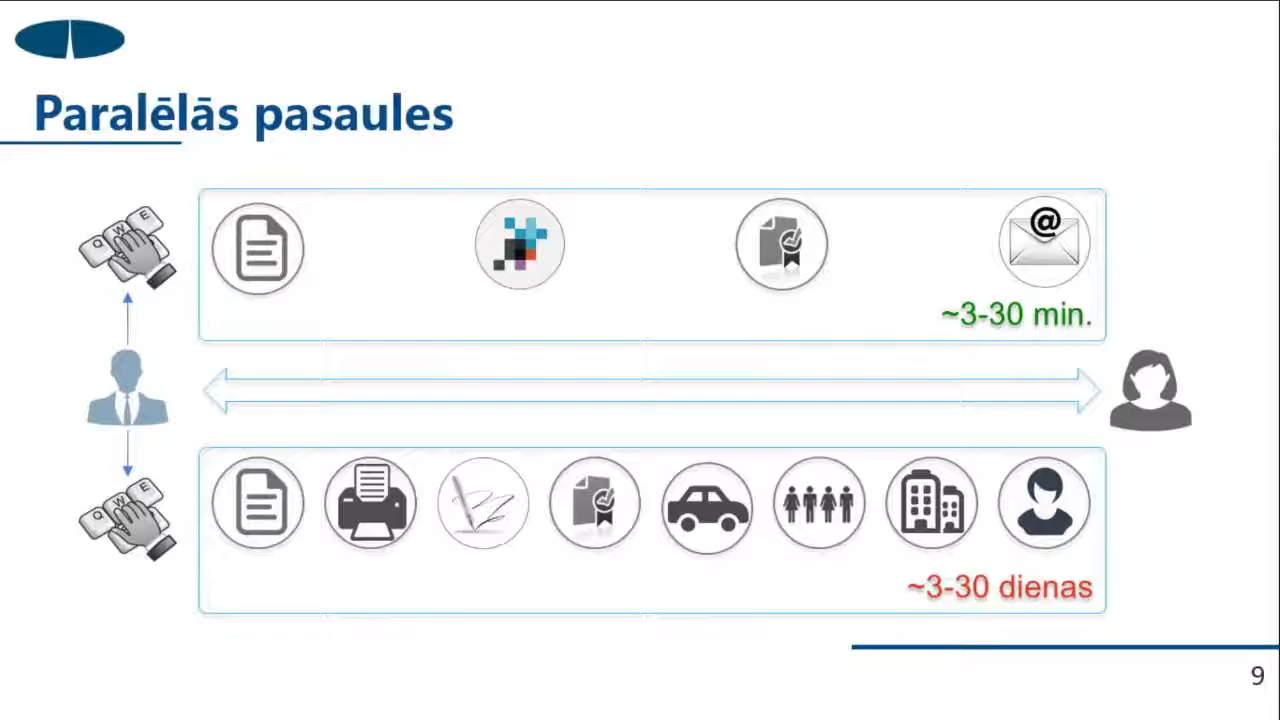 Paralēlās pasaules
Q W E
@
~3-30 min.
Q W E
~3-30 dienas
9